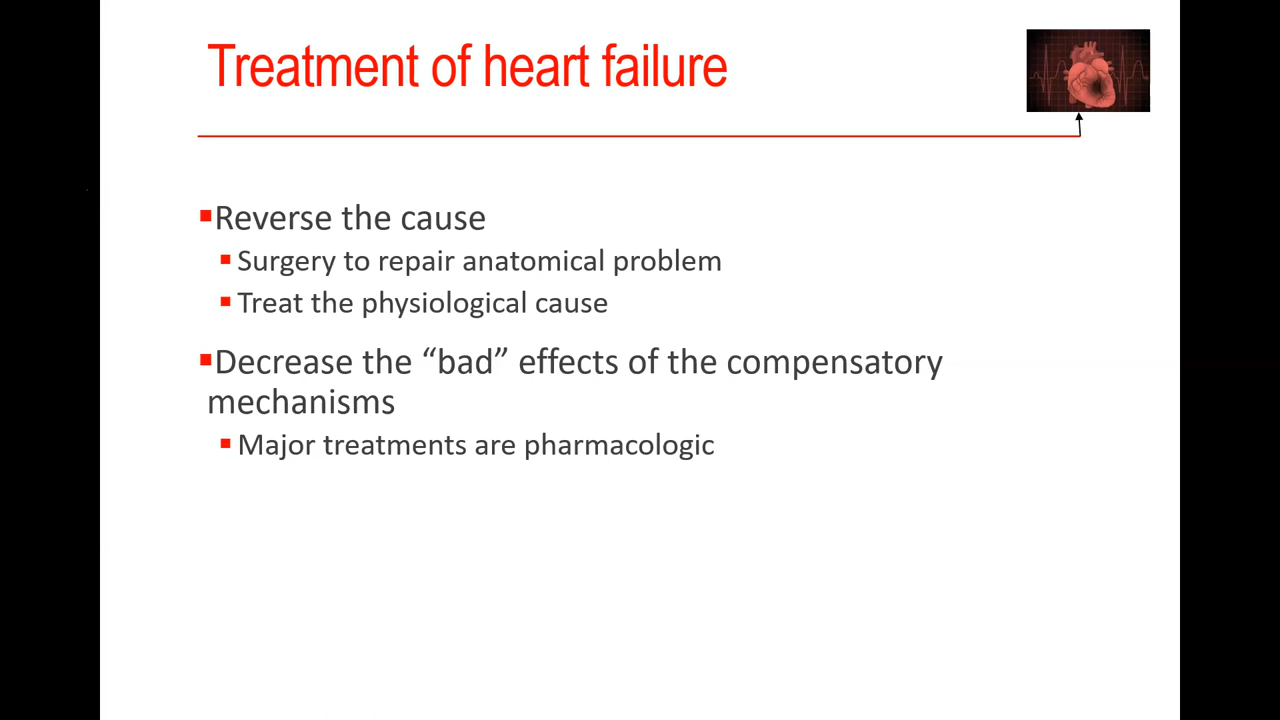 Treatment of heart failure
Reverse the cause
Surgery to repair anatomical problem
Treat the physiological cause
Decrease the “bad” effects of the compensatory
mechanisms
Major treatments are pharmacologic